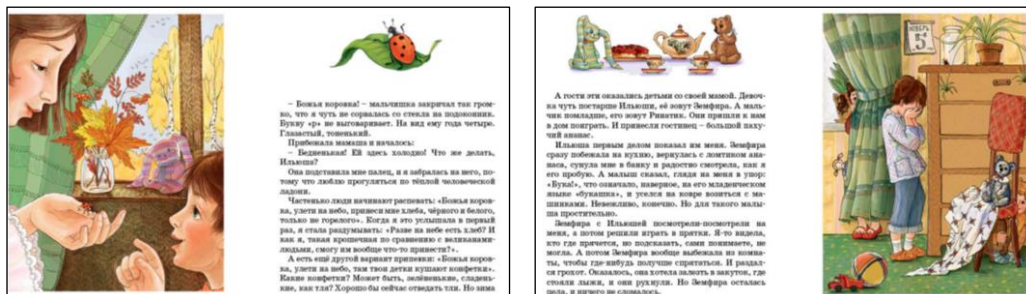 – Божья коровка! – мальчишка закричал так гром-
ко, что я чуть не сорвалась со стекла на подоконник.
Букву «р» не выговаривает. На вид ему года четыре.
Глазастый, тоненький.
Прибежала мамаша и началось:
– Бедненькая! Ей здесь холодно! Что же делать,
Ильюша?
Она подставила мне палец, и я забралась на него, по-
тому что люблю прогуляться по тёплой человеческой
ладони.
Частенько люди начинают распевать: «Божья коров-
ка, улети на небо, принеси мне хлеба, чёрного и белого,
только не горелого». Когда я это услышала в первый
раз, я стала раздумывать: «Разве на небе есть хлеб? И
как я, такая крошечная по сравнению с великанами-
людьми, смогу им вообще что-то принести?».
А есть ещё другой вариант припевки: «Божья коров-
ка, улети на небо, там твои детки кушают конфетки».
Какие конфетки? Может быть, зелёненькие, сладень-
кие, как тля? Хорошо бы сейчас отведать тли. Но зима
НОЯБРЬ
5
А гости эти оказались детьми со своей мамой. Девоч-
ка чуть постарше Ильюши, её зовут Земфира. А маль-
чик помладше, его зовут Ринатик. Они пришли к нам
в дом поиграть. И принесли гостинец – большой паху-
чий ананас.
Ильюша первым делом показал им меня. Земфира
сразу побежала на кухню, вернулась с ломтиком ана-
наса, сунула мне в банку и радостно смотрела, как я
его пробую. А малыш сказал, глядя на меня в упор:
«Бука!», что означало, наверное, на его младенческом
языке «букашка», и уселся на ковре возиться с ма-
шинками. Невежливо, конечно. Но для такого малы-
ша простительно.
Земфира с Ильюшей посмотрели-посмотрели на
меня, а потом решили играть в прятки. Я-то видела,
кто где прячется, но подсказать, сами понимаете, не
могла. А потом Земфира вообще выбежала из комна-
ты, чтобы где-нибудь получше спрятаться. И раздал-
ся грохот. Оказалось, она хотела залезть в закуток, где
стояли лыжи, и они рухнули. Но Земфира осталась
цела, и ничего не сломалось.